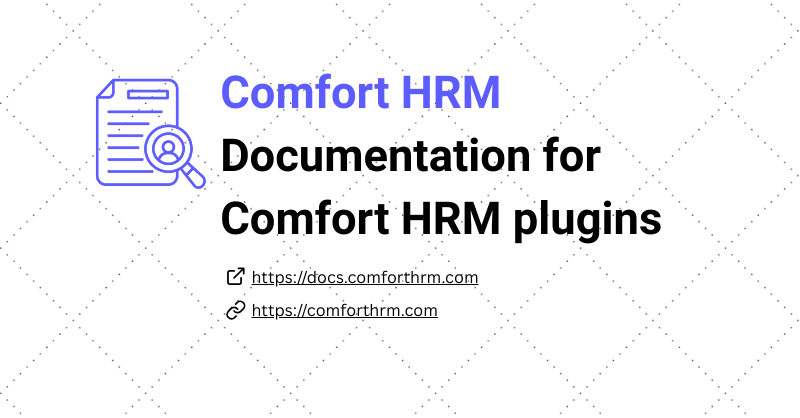 Comfort HRM
Documentation for
Comfort HRM plugins
https://docs.comforthrm.com
https://comforthrm.com